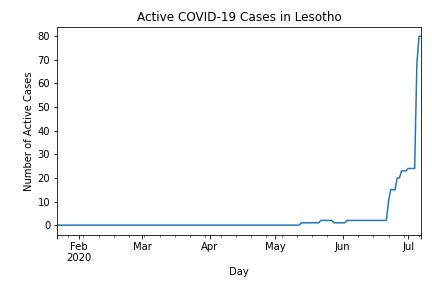 Active COVID-19 Cases in Lesotho
80
70
60
50
40
30
20
10
0
Number of Active Cases
Feb Mar Apr May Jun Jul
2020
Day